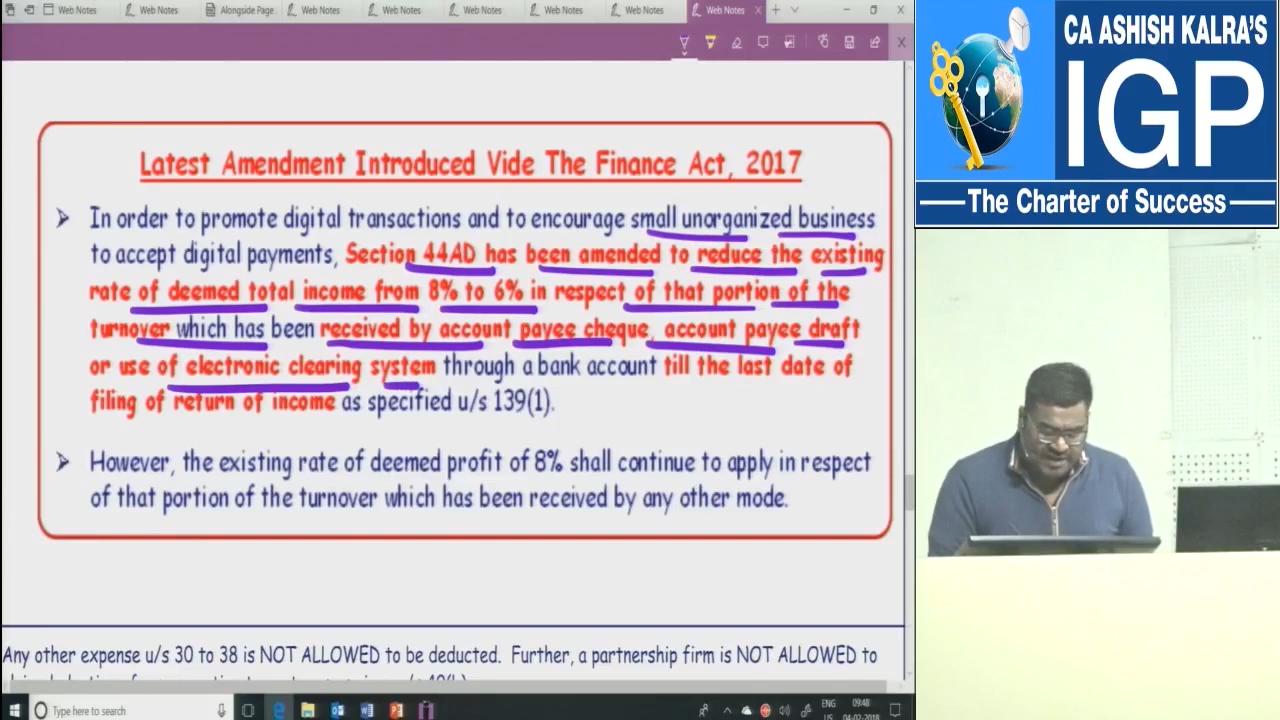 Web Notes
Web Notes
Alongside Page
Web Notes
Web Notes
Web Notes
Web Notes
Web Notes
Web Notes
CA ASHISH KALRA'S
IGP
The Charter of Success
Latest Amendment Introduced Vide The Finance Act, 2017
In order to promote digital transactions and to encourage small unorganized business
to accept digital payments, Section 44AD has been amended to reduce the existing
rate of deemed total income from 8% to 6% in respect of that portion of the
turnover which has been received by account payee cheque, account payee draft
or use of electronic clearing system through a bank account till the last date of
filing of return of income as specified u/s 139(1).
However, the existing rate of deemed profit of 8% shall continue to apply in respect
of that portion of the turnover which has been received by any other mode.
Any other expense u/s 30 to 38 is NOT ALLOWED to be deducted. Further, a partnership firm is NOT ALLOWED to
Type here to search
ENG
US
09:48
04-02-2018